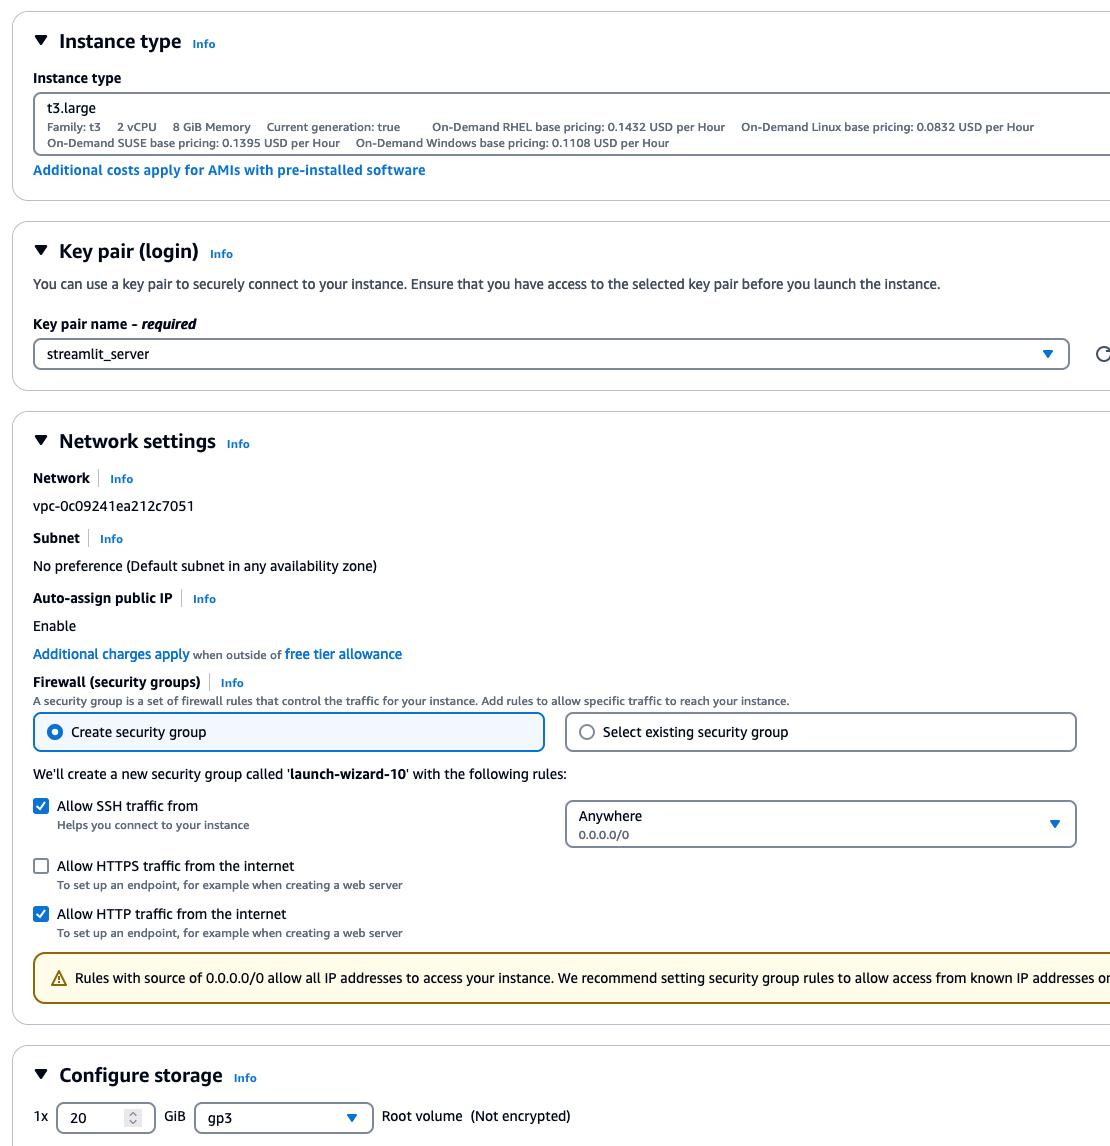 Instance type Info
Instance type
t3.large
Family: t3 2 vCPU 8 GiB Memory Current generation: true On-Demand RHEL base pricing: 0.1432 USD per Hour On-Demand Linux base pricing: 0.0832 USD per Hour
On-Demand SUSE base pricing: 0.1395 USD per Hour On-Demand Windows base pricing: 0.1108 USD per Hour
Additional costs apply for AMIs with pre-installed software
Key pair (login) Info
You can use a key pair to securely connect to your instance. Ensure that you have access to the selected key pair before you launch the instance.
Key pair name - required
streamlit_server
Network settings Info
Network Info
vpc-0c09241ea212c7051
Subnet Info
No preference (Default subnet in any availability zone)
Auto-assign public IP Info
Enable
Additional charges apply when outside of free tier allowance
Firewall (security groups) Info
A security group is a set of firewall rules that control the traffic for your instance. Add rules to allow specific traffic to reach your instance.
Create security group Select existing security group
We'll create a new security group called 'launch-wizard-10' with the following rules:
Allow SSH traffic from Anywhere
Helps you connect to your instance 0.0.0.0/0
Allow HTTPS traffic from the internet
To set up an endpoint, for example when creating a web server
Allow HTTP traffic from the internet
To set up an endpoint, for example when creating a web server
Rules with source of 0.0.0.0/0 allow all IP addresses to access your instance. We recommend setting security group rules to allow access from known IP addresses
Configure storage Info
1x 20 GiB gp3 Root volume (Not encrypted)